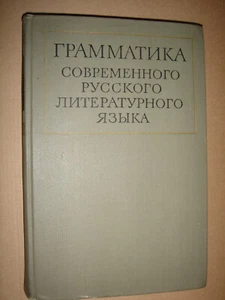 ГРАММАТИКА
СОВРЕМЕННОГО
РУССКОГО
ЛИТЕРАТУРНОГО
ЯЗЫКА